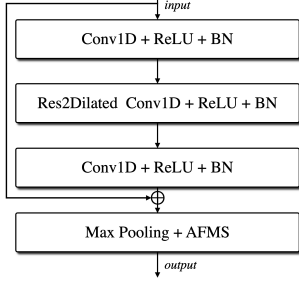 input
Conv1D + ReLU + BN
Res2Dilated Conv1D + ReLU + BN
Conv1D + ReLU + BN
Max Pooling + AFMS
output